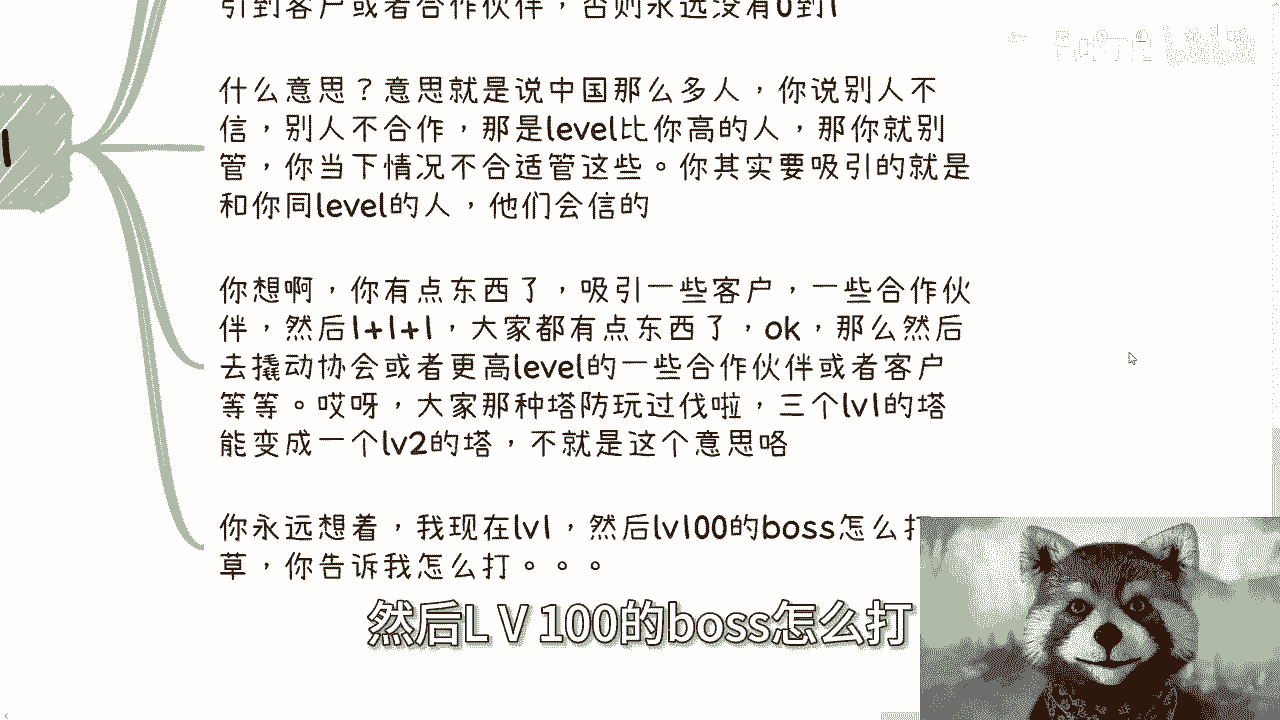 引到客户或者合作伙伴，否则永远没有0到1
什么意思？意思就是说中国那么多人，你说别人不
信，别人不合作，那是level比你高的人，那你就别
管，你当下情况不合适管这些。你其实要吸引的就是
和你同level的人，他们会信的
你想啊，你有点东西了，吸引一些客户，一些合作伙
伴，然后1+1+1，大家都有点东西了，ok，那么然后
去撬动协会或者更高level的一些合作伙伴或者客户
等等。哎呀，大家那种塔防玩过伐啦，三个lv1的塔
能变成一个lv2的塔，不就是这个意思咯
你永远想着，我现在lv1，然后lv100的boss怎么打
草，你告诉我怎么打。。。
然后LV100的boss怎么打